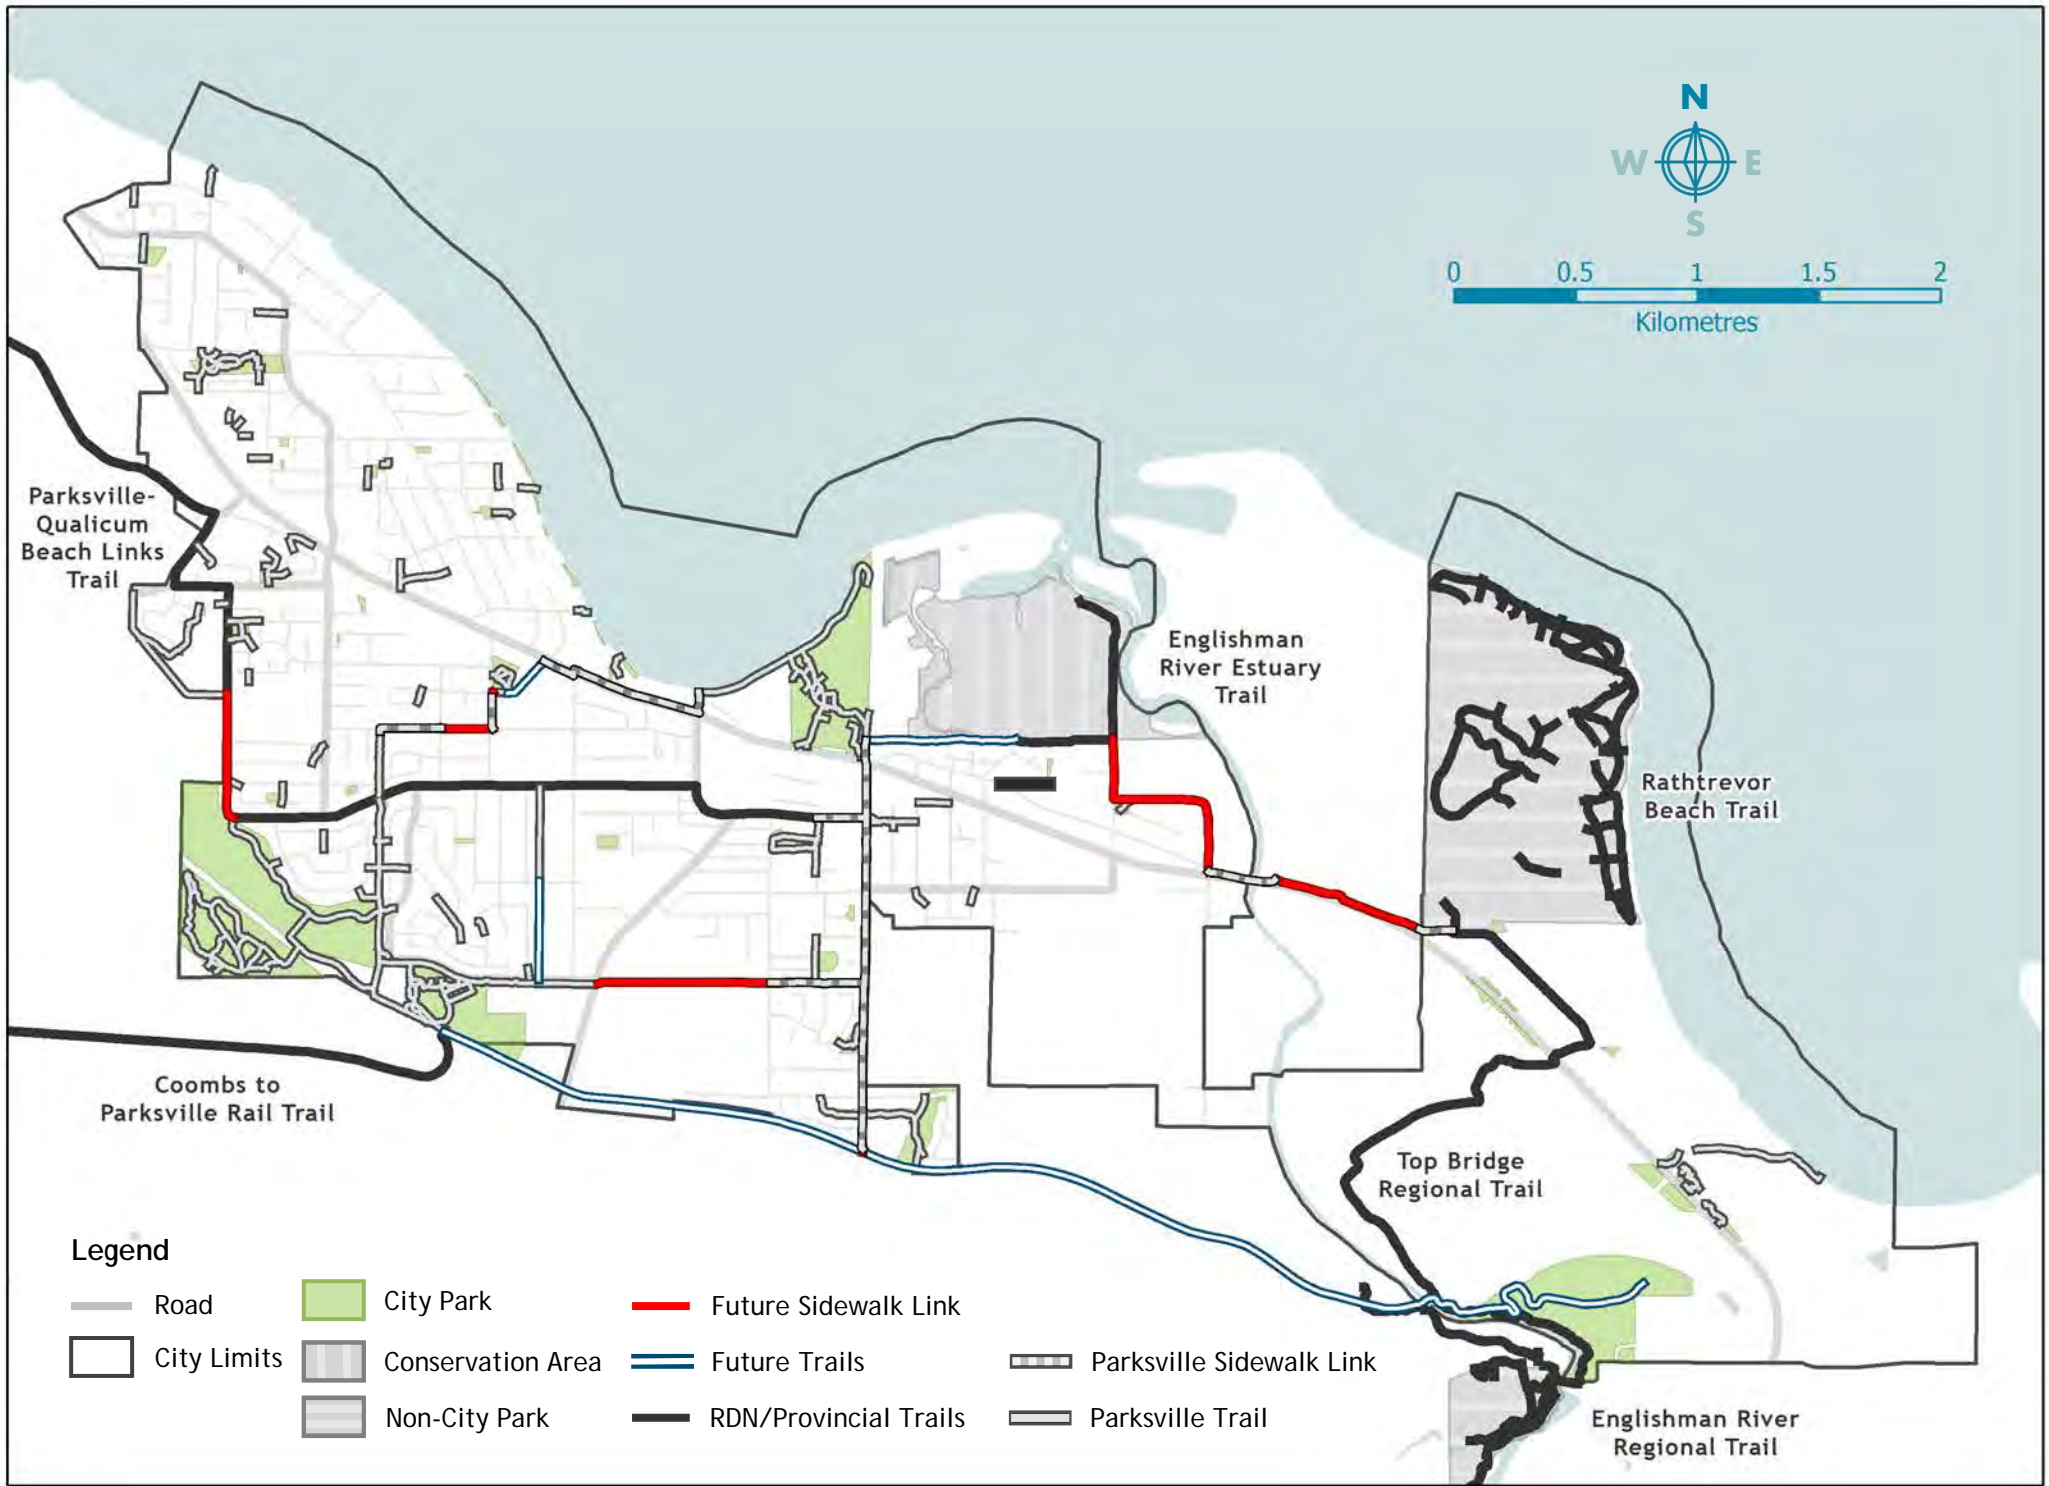 N
W
E
S
0 0.5 1 1.5 2
Kilometres
Parksville-
Qualicum
Beach Links
Trail
Englishman
River Estuary
Trail
Rathtrevor
Beach Trail
Coombs to
Parksville Rail Trail
Top Bridge
Regional Trail
Englishman River
Regional Trail
Legend
Road
City Limits
City Park
Conservation Area
Non-City Park
Future Sidewalk Link
Future Trails
RDN/Provincial Trails
Parksville Sidewalk Link
Parksville Trail